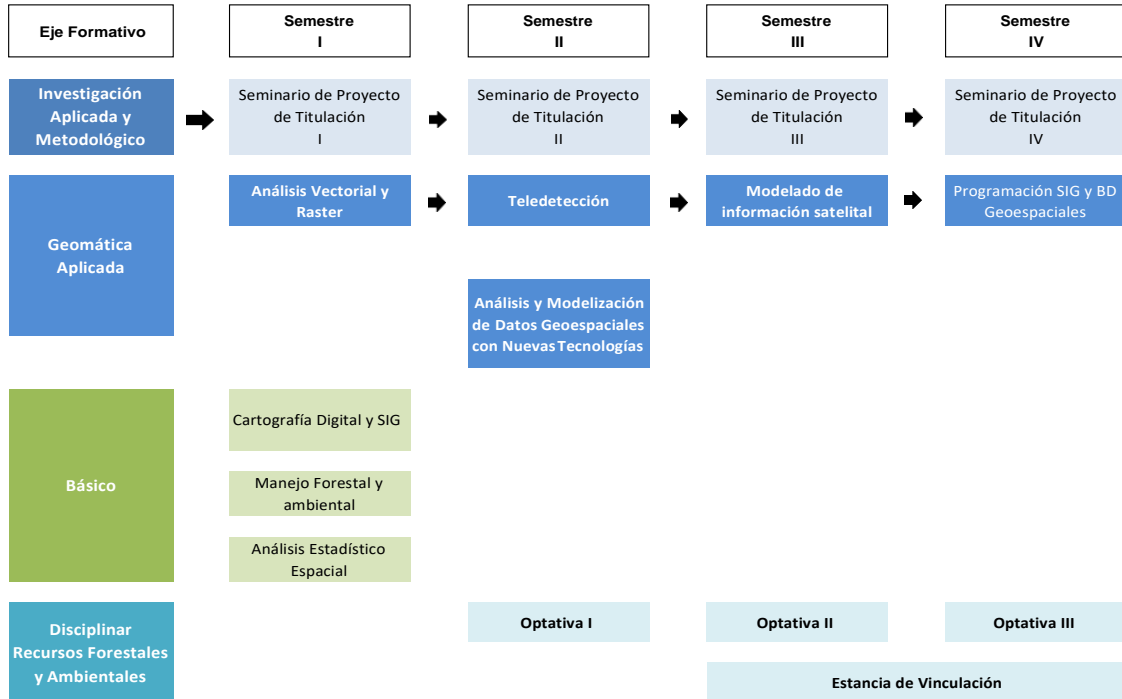 Eje Formativo
Semestre
I
Semestre
II
Semestre
III
Semestre
IV
Investigación
Aplicada y
Metodológico
Seminario de Proyecto
de Titulación
I
Seminario de Proyecto
de Titulación
II
Seminario de Proyecto
de Titulación
III
Seminario de Proyecto
de Titulación
IV
Geomática
Aplicada
Análisis Vectorial y
Raster
Teledetección
Modelado de
información satelital
Programación SIG y BD
Geoespaciales
Análisis y Modelización
de Datos Geoespaciales
con Nuevas Tecnologías
Básico
Cartografía Digital y SIG
Manejo Forestal y
ambiental
Análisis Estadístico
Espacial
Disciplinar
Recursos Forestales
y Ambientales
Optativa I
Optativa II
Optativa III
Estancia de Vinculación